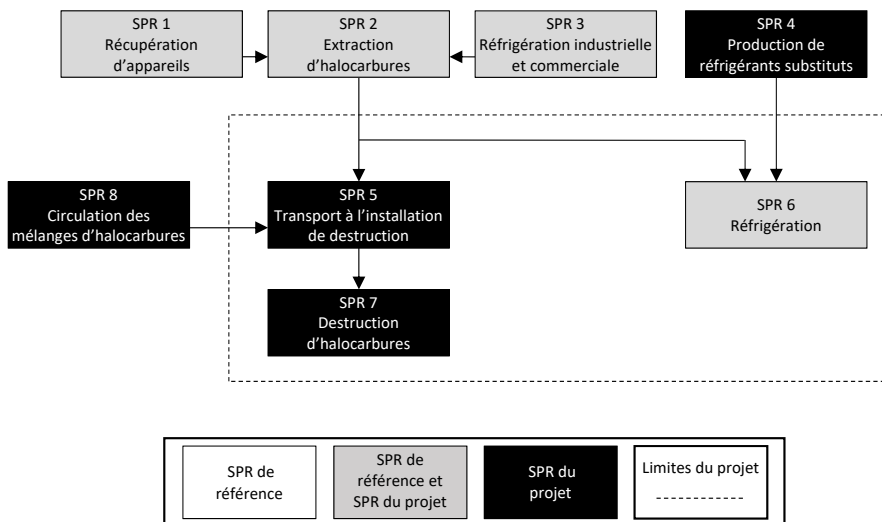 SPR 1
Récupération
d'appareils
SPR 2
Extraction
d'halocarbures
SPR 3
Réfrigération industrielle
et commerciale
SPR 4
Production de
réfrigérants substituts
SPR 8
Circulation des
mélanges d'halocarbures
SPR 5
Transport à l'installation
de destruction
SPR 6
Réfrigération
SPR 7
Destruction
d'halocarbures
SPR de
référence
SPR de
référence et
SPR du projet
SPR du
projet
Limites du projet